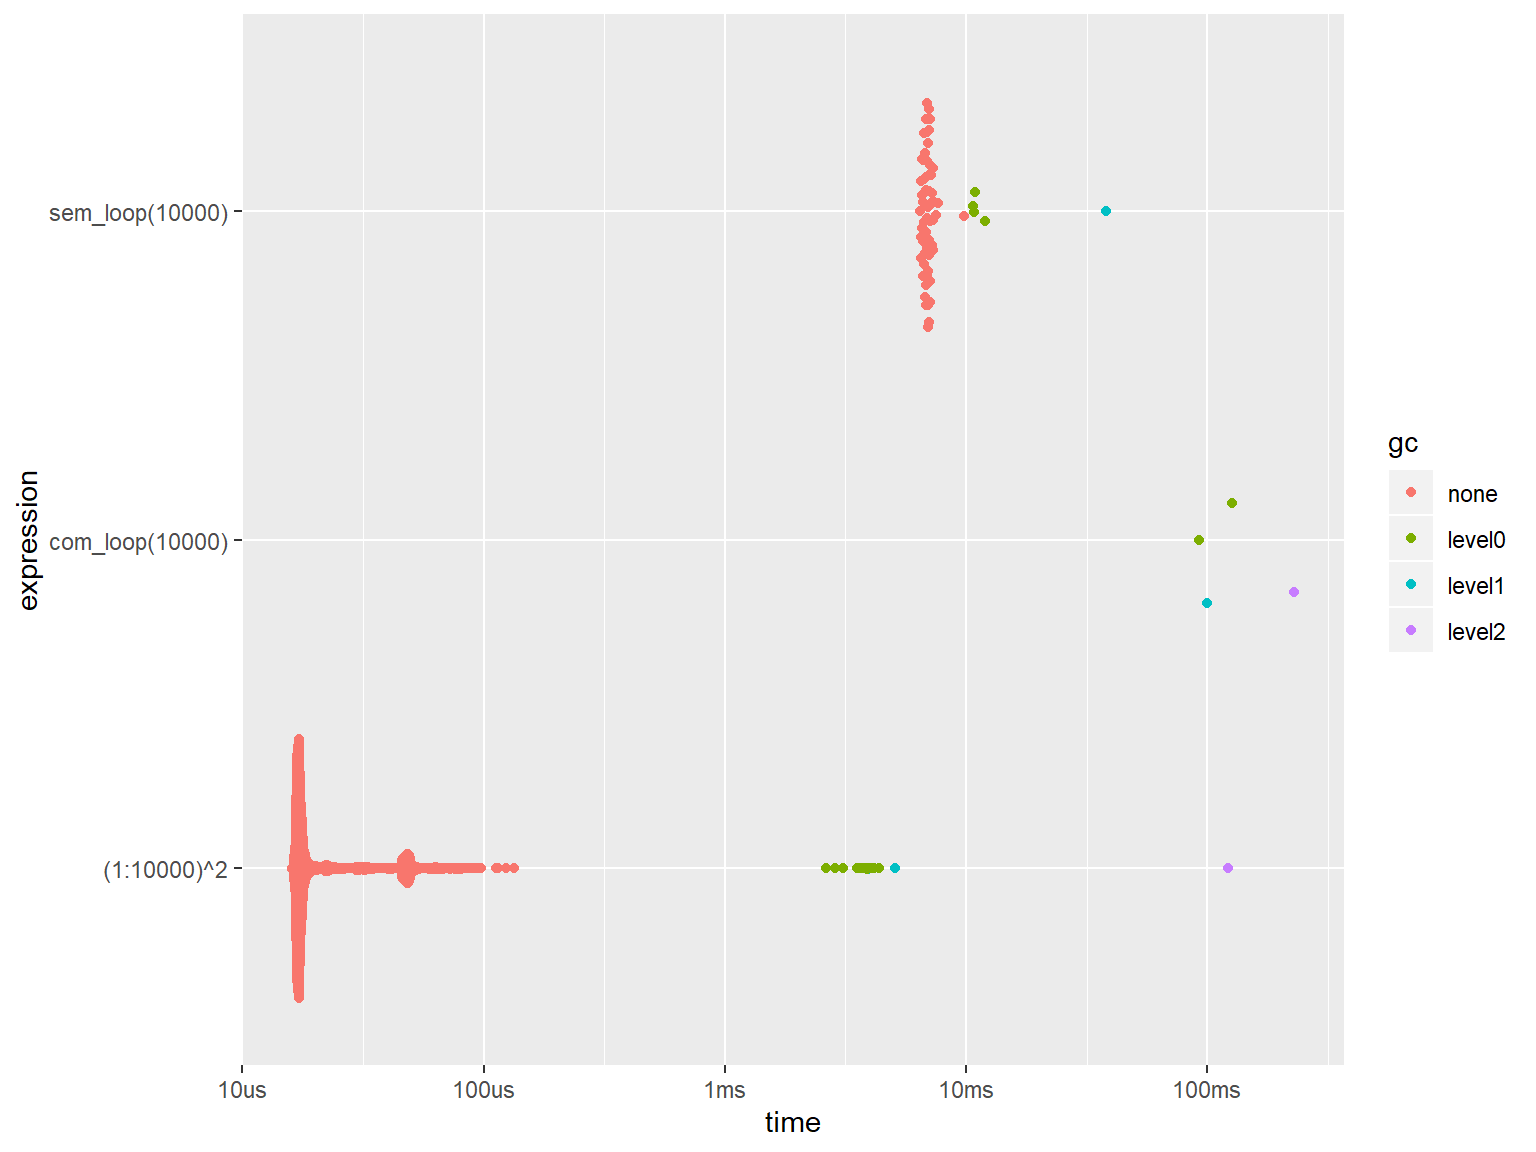 sem_loop(10000)
com_loop(10000)
(1:10000)^2
expression
10us
100us
1ms
10ms
100ms
time
gc
none
level0
level1
level2